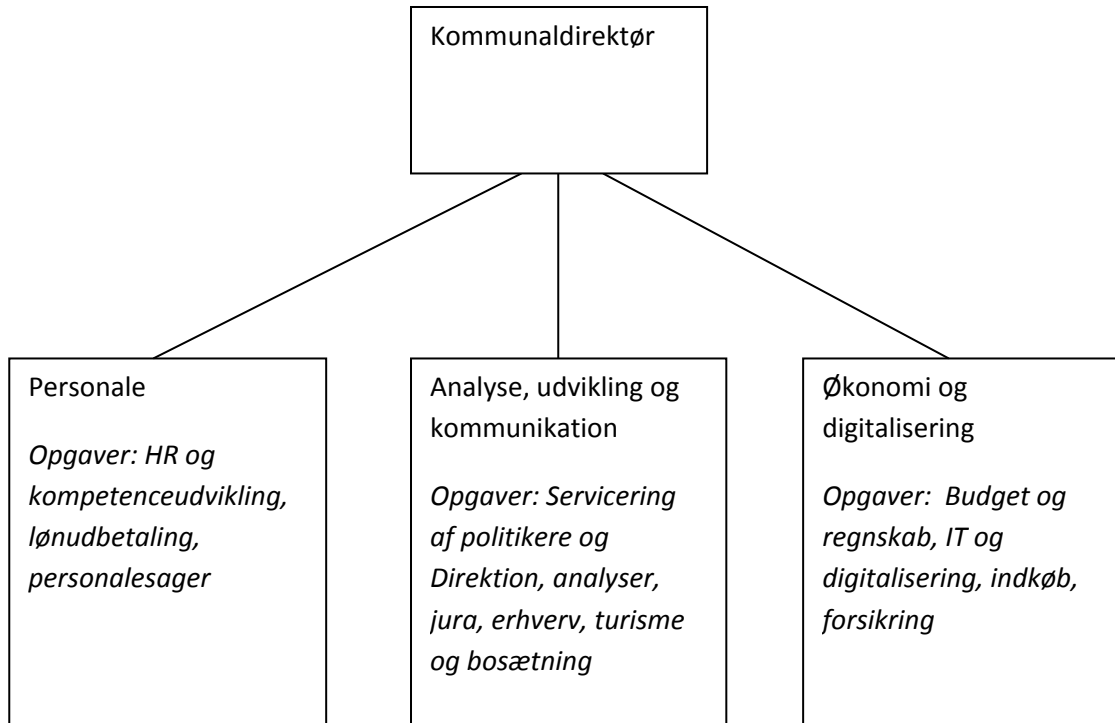 Kommunaldirektør
Personale
Opgaver: HR og
kompetenceudvikling,
lønudbetaling,
personalesager
Analyse, udvikling og
kommunikation
Opgaver: Servicering
af politikere og
Direktion, analyser,
jura, erhverv, turisme
og bosætning
Økonomi og
digitalisering
Opgaver:  Budget og
regnskab, IT og
digitalisering, indkøb,
forsikring